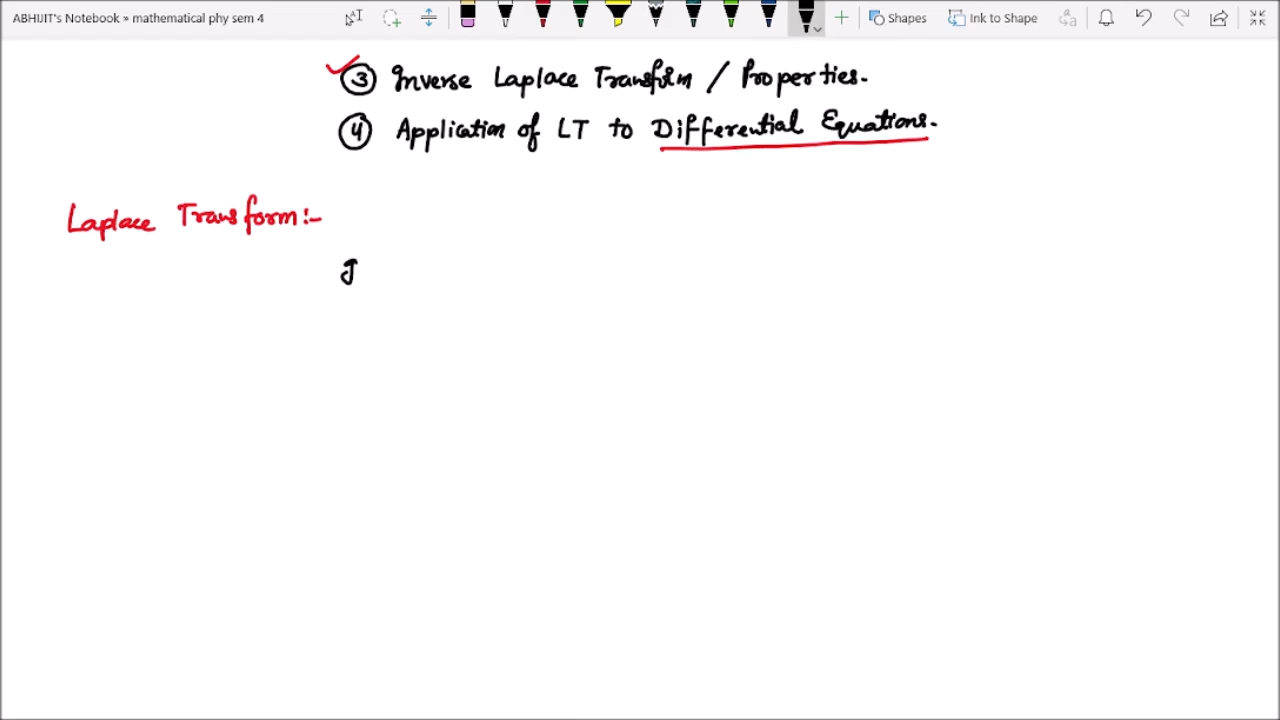 ABHIJIT's Notebook » mathematical phy sem 4
Shapes
Ink to Shape
③ Inverse Laplace Transform / Properties.
④ Application of LT to Differential Equations.
Laplace Transform:-